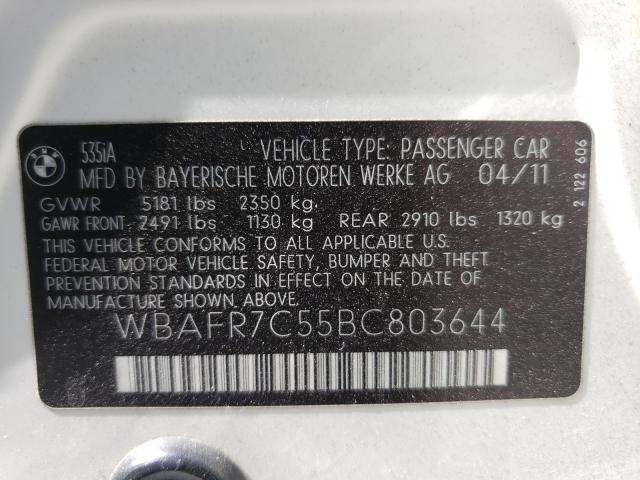 BMW
535iA VEHICLE TYPE: PASSENGER CAR
MFD BY BAYERISCHE MOTOREN WERKE AG 04/11
GVWR 5181 lbs 2350 kg.
GAWR FRONT 2491 lbs 1130 kg. REAR 2910 lbs 1320 kg
THIS VEHICLE CONFORMS TO ALL APPLICABLE U.S.
FEDERAL MOTOR VEHICLE SAFETY, BUMPER AND THEFT
PREVENTION STANDARDS IN EFFECT ON THE DATE OF
MANUFACTURE SHOWN ABOVE.
WBAFR7C55BC803644
2 122 606